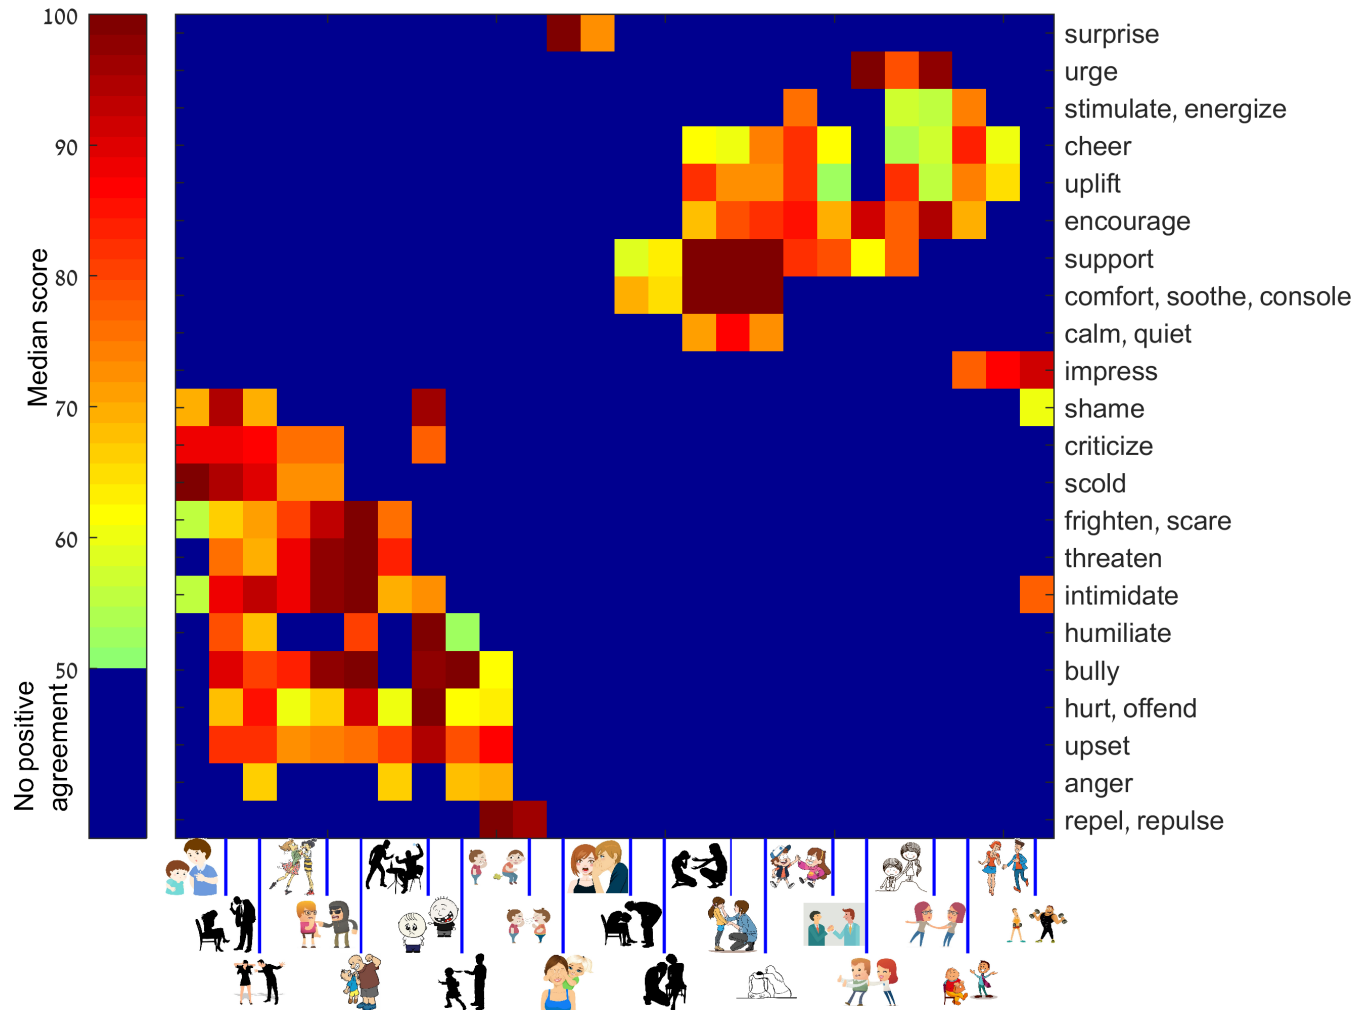 100
90
80
70
60
50
Median score
No positive
agreement
surprise
urge
stimulate, energize
cheer
uplift
encourage
support
comfort, soothe, console
calm, quiet
impress
shame
criticize
scold
frighten, scare
threaten
intimidate
humiliate
bully
hurt, offend
upset
anger
repel, repulse